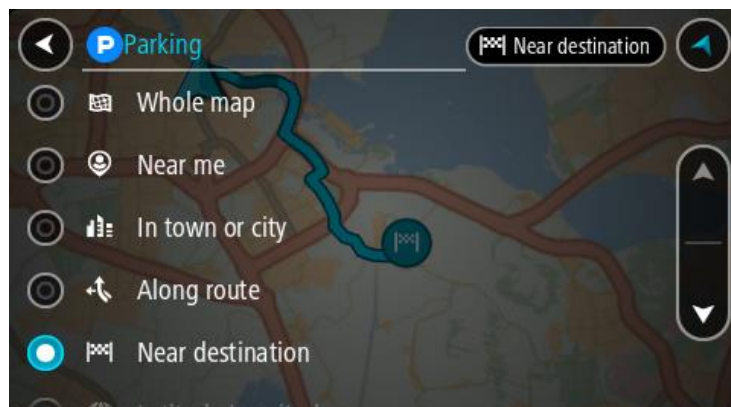 P Parking
Near destination
Whole map
Near me
In town or city
Along route
Near destination